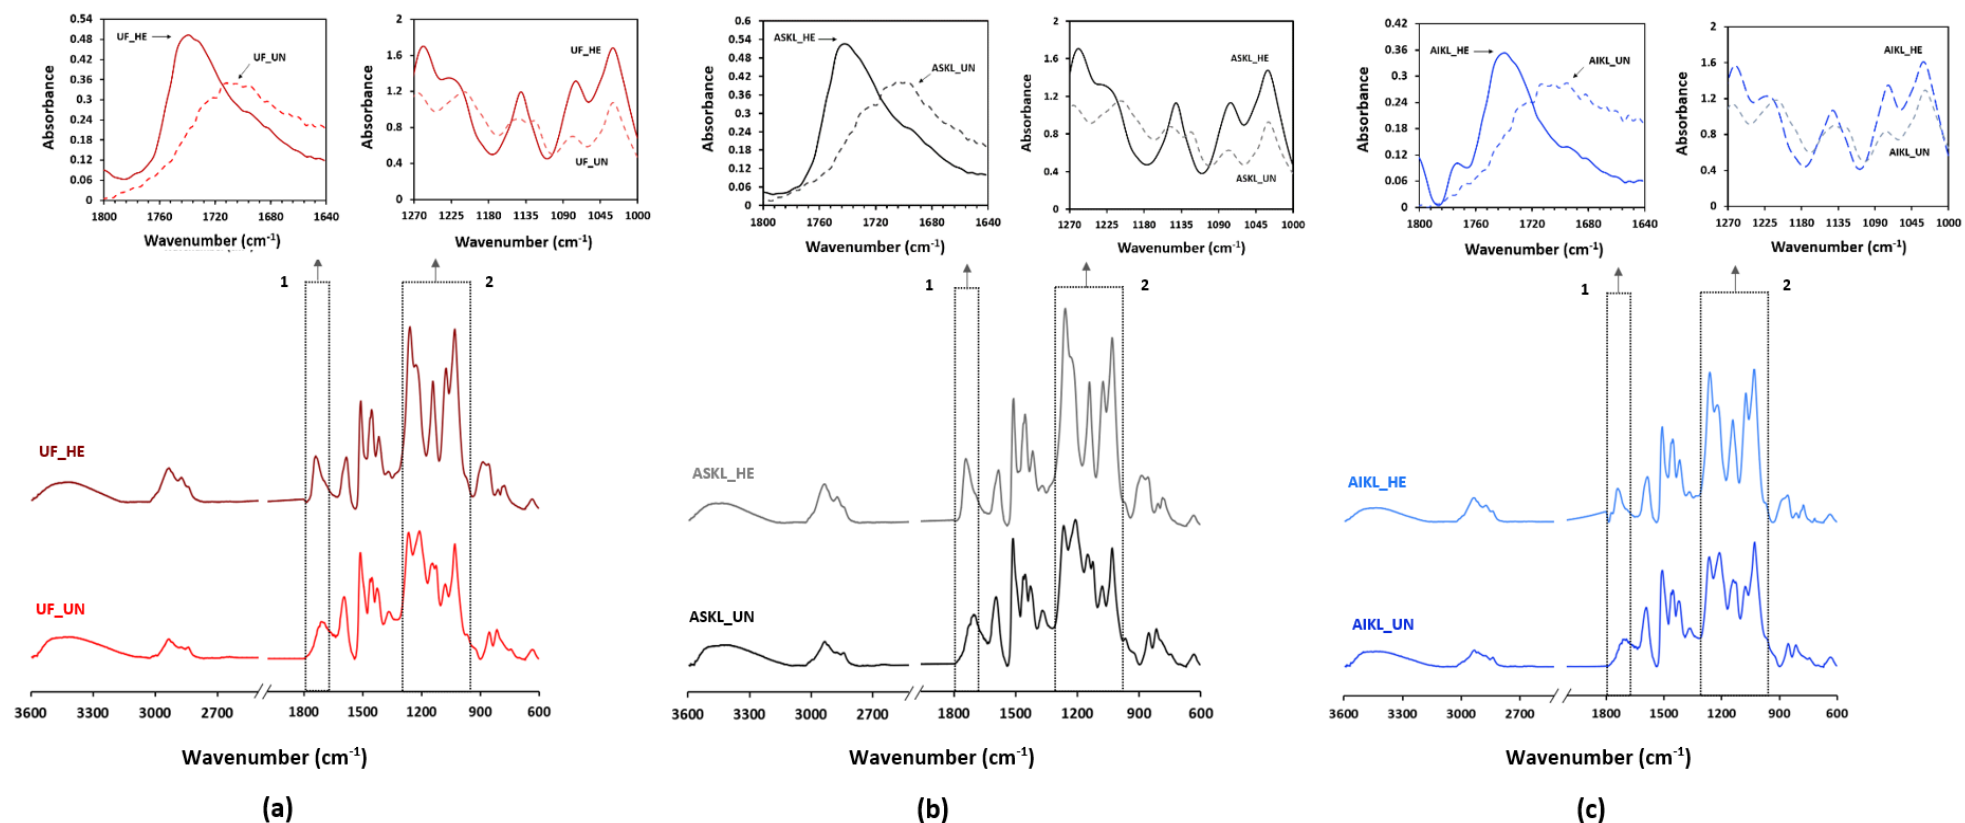 0.54
0.48
0.42
0.36
0.3
0.24
0.18
0.12
0.06
0
1800 1760 1720 1680 1640
Absorbance
Wavenumber (cm-1)
UF_HE
UF_UN
2
1.6
1.2
0.8
0.4
0
1270 1225 1180 1135 1090 1045 1000
Absorbance
Wavenumber (cm-1)
UF_HE
UF_UN
0.6
0.54
0.48
0.42
0.36
0.3
0.24
0.18
0.12
0.06
0
1800 1760 1720 1680 1640
Absorbance
Wavenumber (cm-1)
ASKL_HE
ASKL_UN
2
1.6
1.2
0.8
0.4
0
1270 1225 1180 1135 1090 1045 1000
Absorbance
Wavenumber (cm-1)
ASKL_HE
ASKL_UN
0.42
0.36
0.3
0.24
0.18
0.12
0.06
0
1800 1760 1720 1680 1640
Absorbance
Wavenumber (cm-1)
AIKL_HE
AIKL_UN
2
1.6
1.2
0.8
0.4
0
1270 1225 1180 1135 1090 1045 1000
Absorbance
Wavenumber (cm-1)
AIKL_HE
AIKL_UN
1 2
UF_HE
UF_UN
3600 3300 3000 2700 1800 1500 1200 900 600
Wavenumber (cm-1)
(a)
1 2
ASKL_HE
ASKL_UN
3600 3300 3000 2700 1800 1500 1200 900 600
Wavenumber (cm-1)
(b)
1 2
AIKL_HE
AIKL_UN
3600 3300 3000 2700 1800 1500 1200 900 600
Wavenumber (cm-1)
(c)